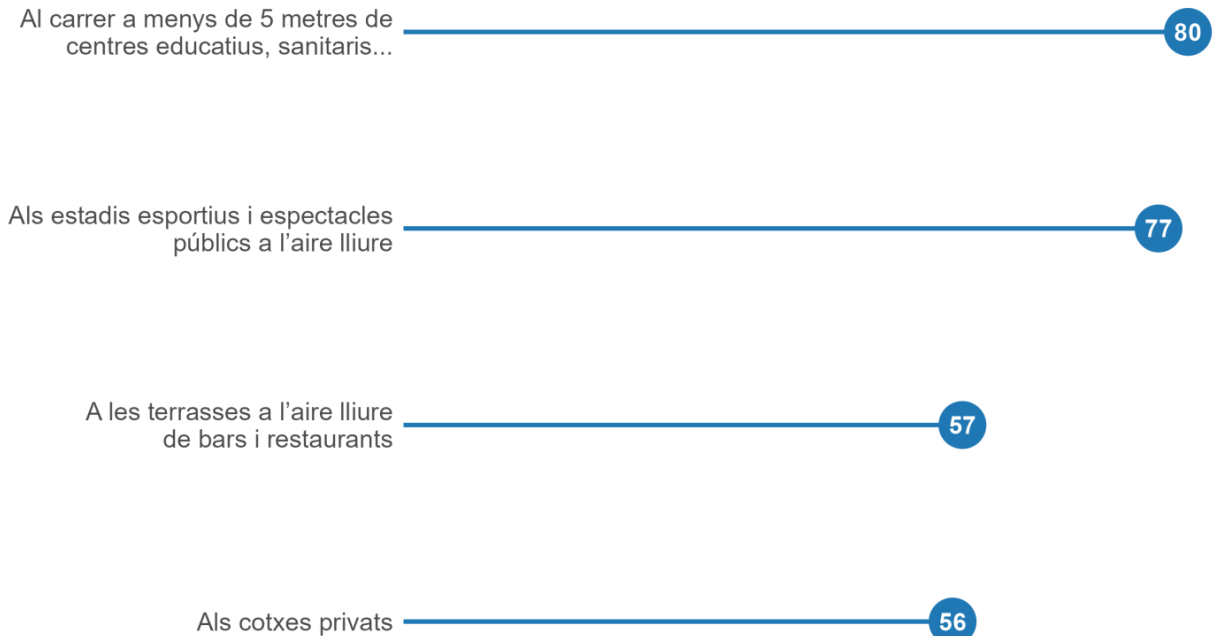 Al carrer a menys de 5 metres de
centres educatius, sanitaris...
80
Als estadis esportius i espectacles
públics a l’aire lliure
77
A les terrasses a l’aire lliure
de bars i restaurants
57
Als cotxes privats
56